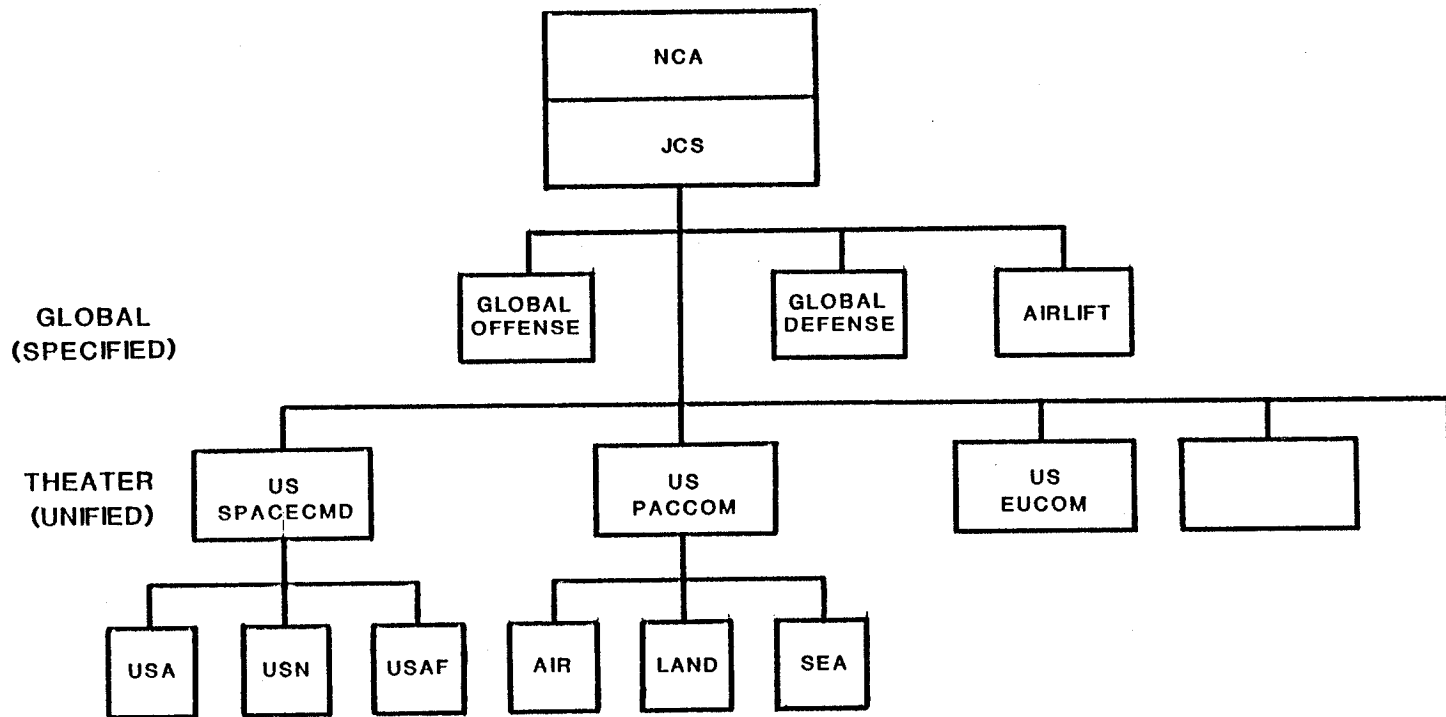 NCA
JCS
GLOBAL
OFFENSE
GLOBAL
DEFENSE
AIRLIFT
GLOBAL
(SPECIFIED)
THEATER
(UNIFIED)
US
SPACECMD
US
PACCOM
US
EUCOM
USA
USN
USAF
AIR
LAND
SEA